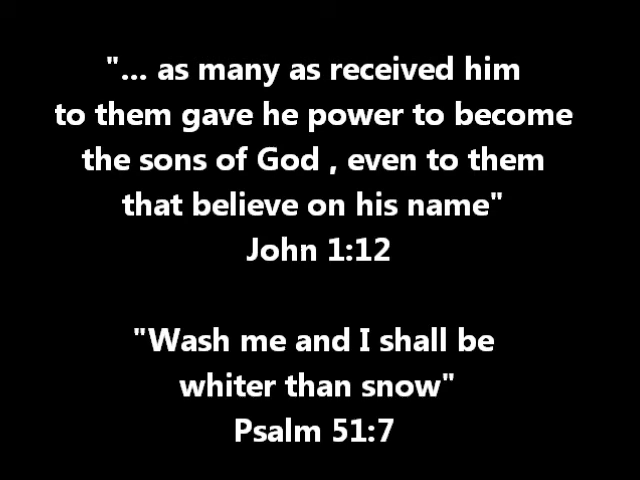 "... as many as received him
to them gave he power to become
the sons of God , even to them
that believe on his name"
John 1:12
"Wash me and I shall be
whiter than snow"
Psalm 51:7